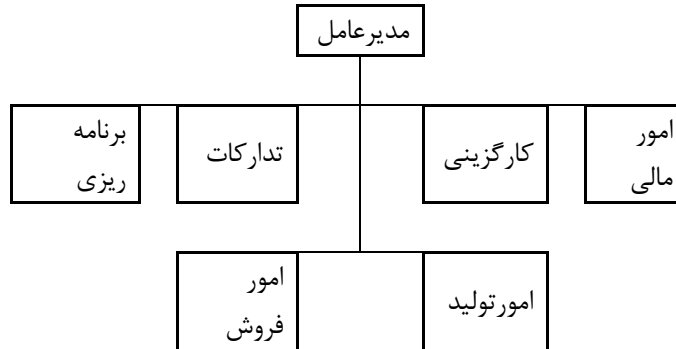 مدیرعامل
امور
مالی
کارگزینی
تدارکات
برنامه
ریزی
امورتولید
امور
فروش